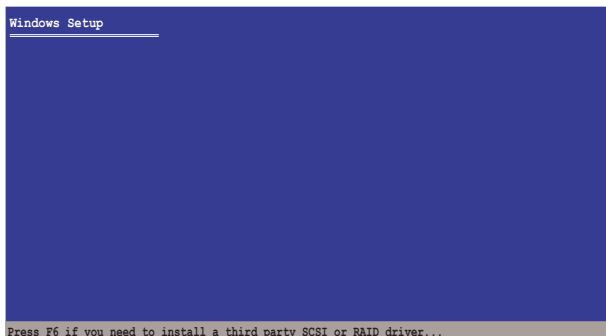 Windows Setup
Press F6 if you need to install a third party SCSI or RAID driver...